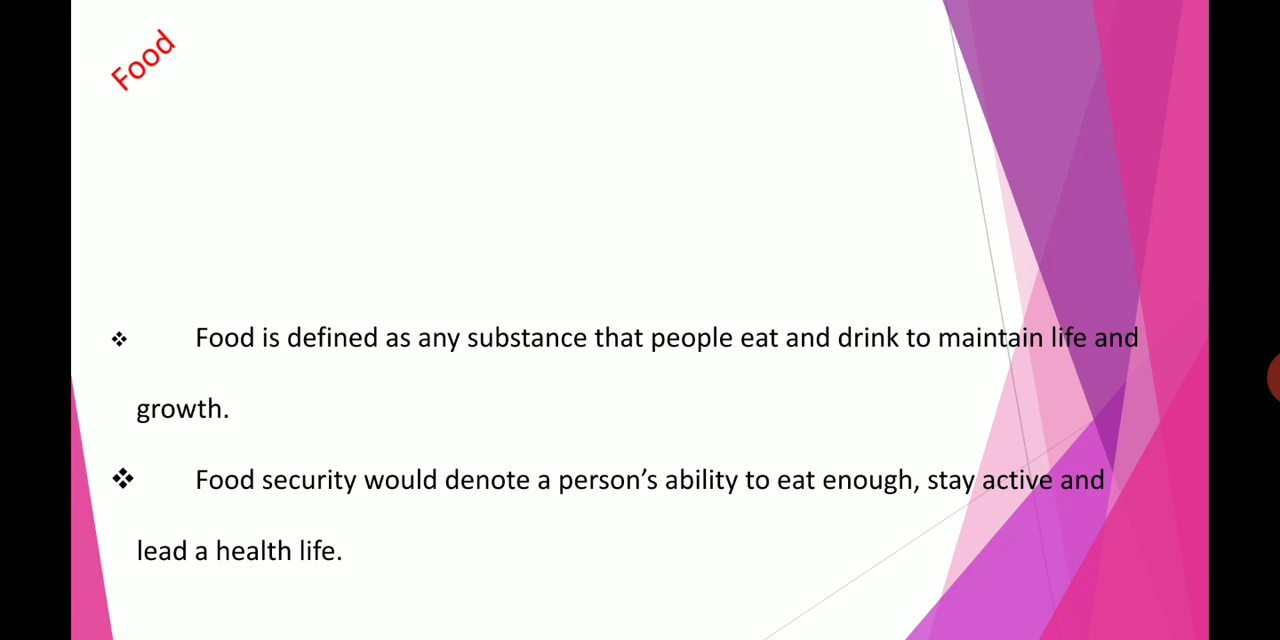 Food
❖ Food is defined as any substance that people eat and drink to maintain life and
growth.
❖ Food security would denote a person’s ability to eat enough, stay active and
lead a health life.